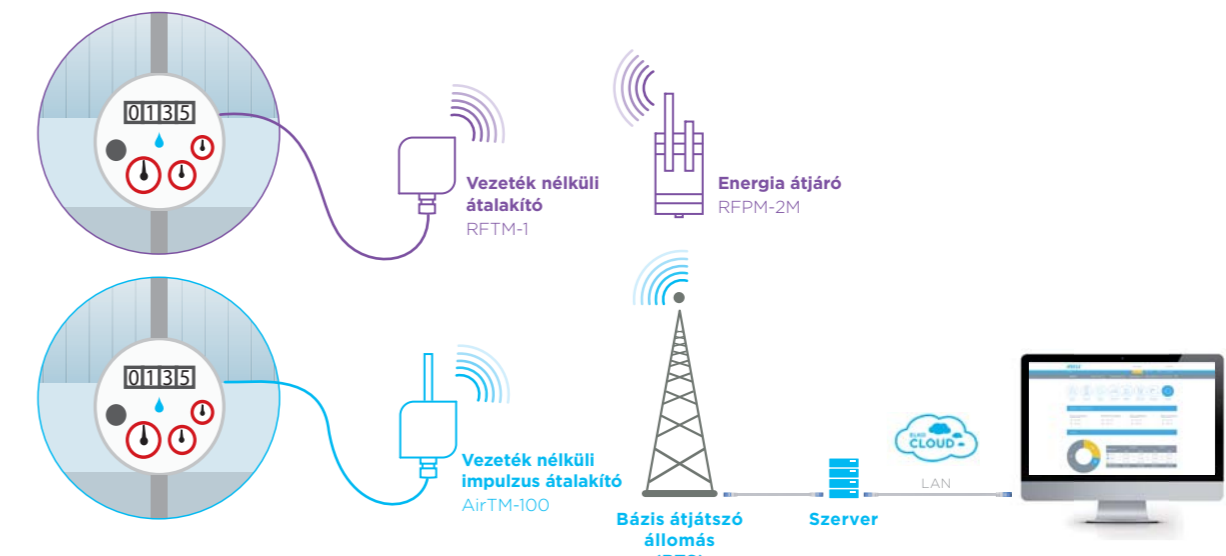 0135
Vezeték nélküli
átalakító
RFTM-1
Energia átjáró
RFPM-2M
0135
Vezeték nélküli
impulzus átalakító
AirTM-100
Bázis átjátszó
állomás
Szerver
ELKO
CLOUD
LAN